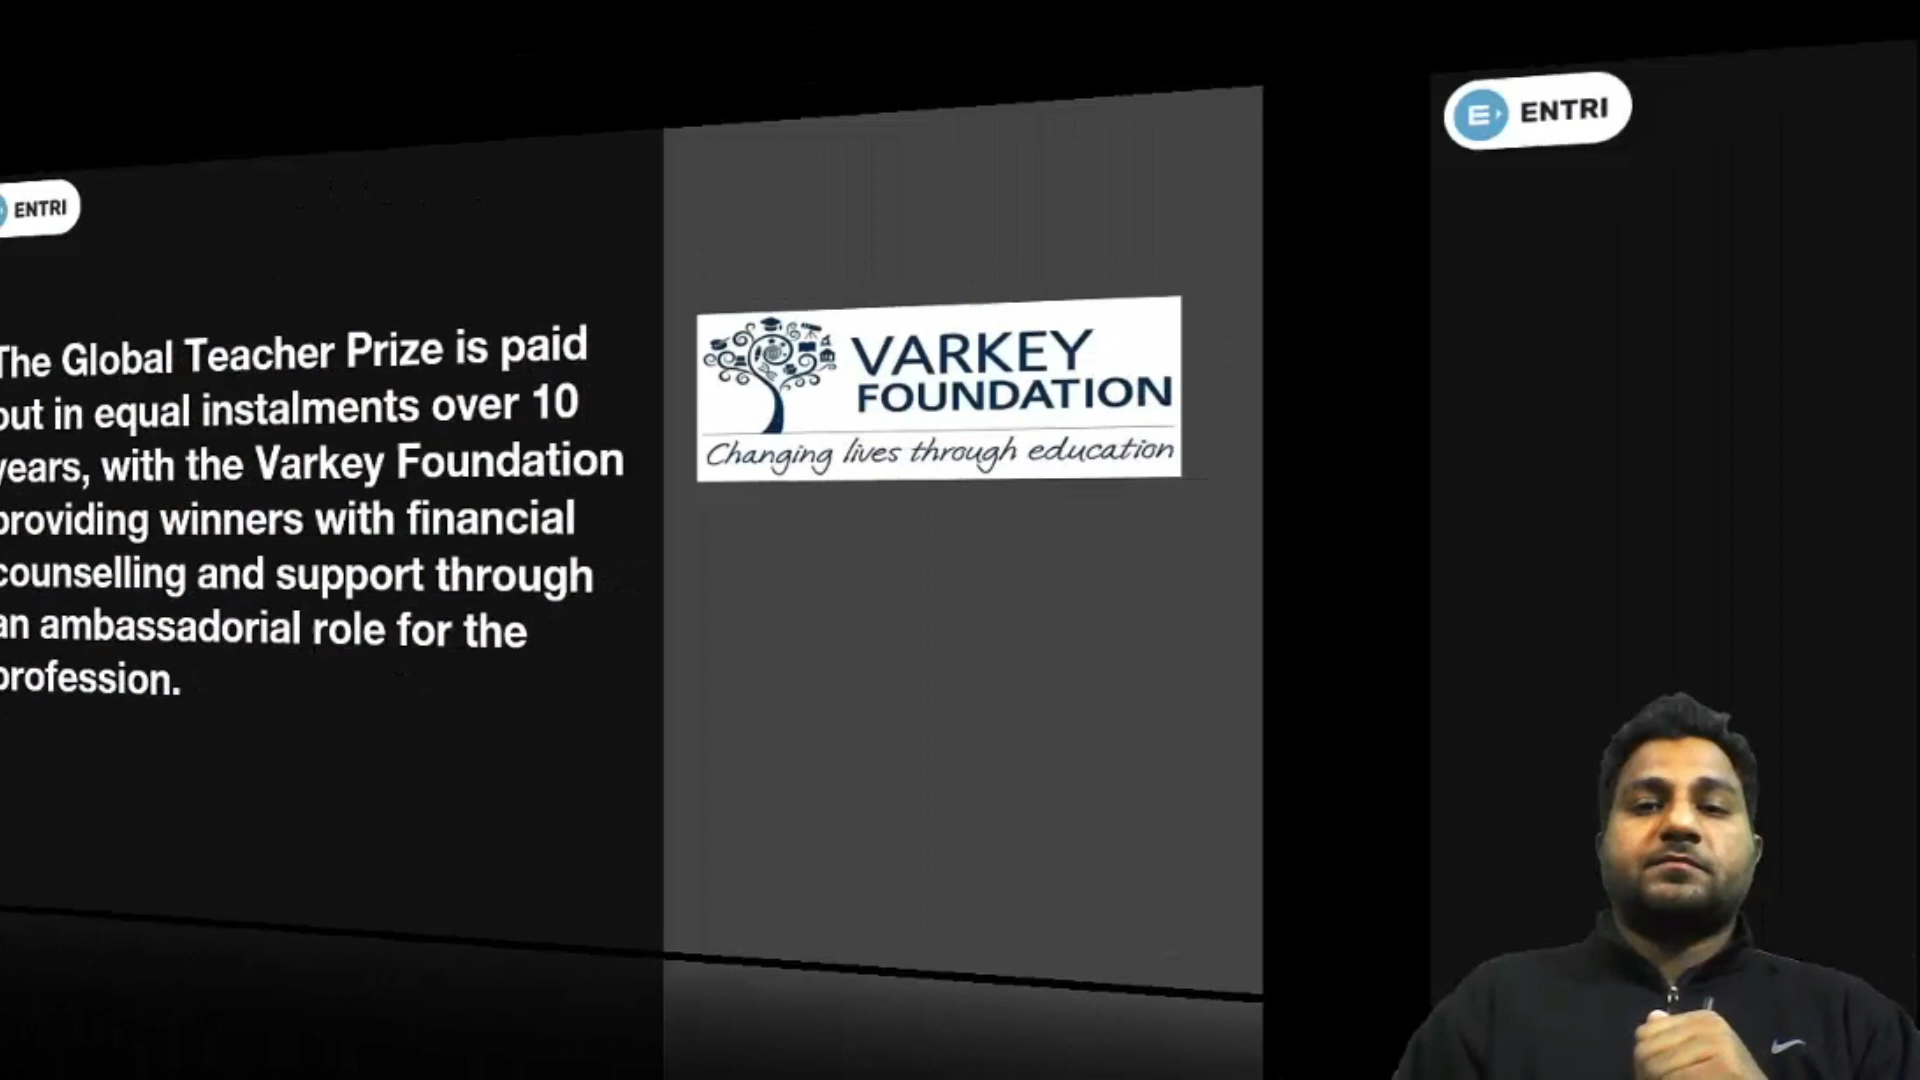 ENTRI
The Global Teacher Prize is paid
out in equal instalments over 10
years, with the Varkey Foundation
providing winners with financial
counselling and support through
an ambassadorial role for the
profession.
VARKEY
FOUNDATION
Changing lives through education
E
ENTRI